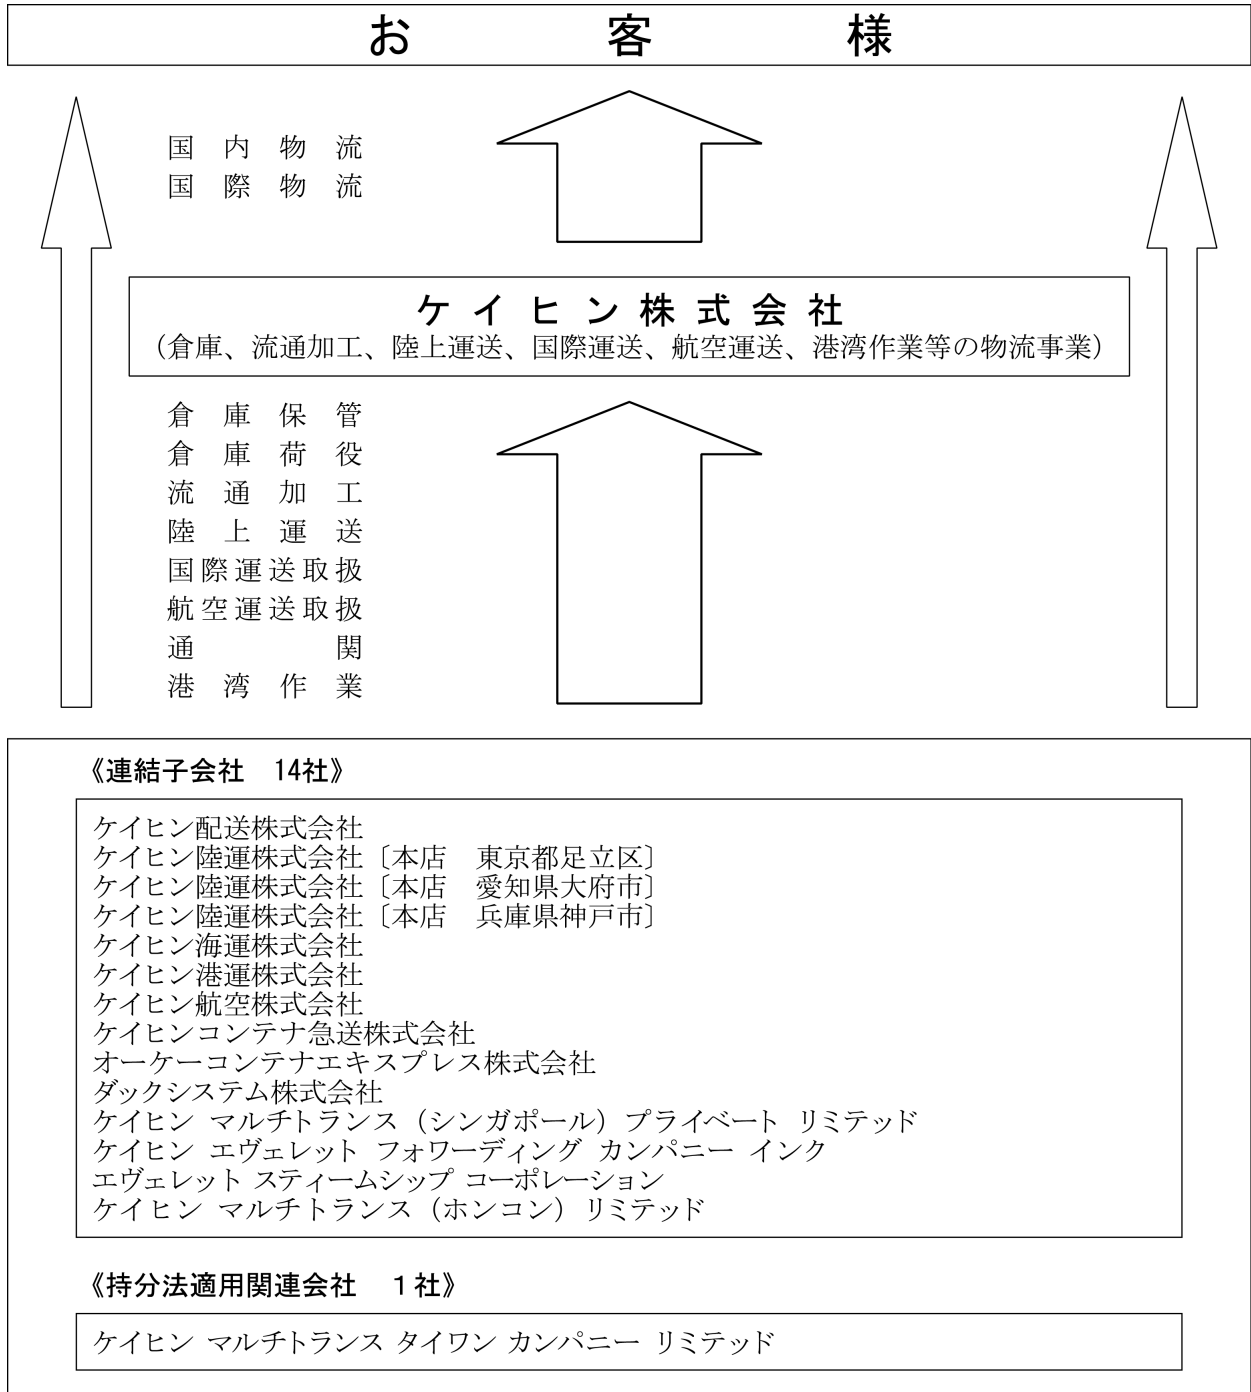 お客様
国内物流
国際物流
ケイヒン株式会社
（倉庫、流通加工、陸上運送、国際運送、航空運送、港湾作業等の物流事業）
倉庫保管
倉庫荷役
流通加工
陸上運送
国際運送取扱
航空運送取扱
通関
港湾作業
《連結子会社　14社》
ケイヒン配送株式会社
ケイヒン陸運株式会社〔本店　東京都足立区〕
ケイヒン陸運株式会社〔本店　愛知県大府市〕
ケイヒン陸運株式会社〔本店　兵庫県神戸市〕
ケイヒン海運株式会社
ケイヒン港運株式会社
ケイヒン航空株式会社
ケイヒンコンテナ急送株式会社
オーケーコンテナエキスプレス株式会社
ダックシステム株式会社
ケイヒン マルチトランス（シンガポール）プライベート リミテッド
ケイヒン エヴェレット フォワーディング カンパニー インク
エヴェレット スティームシップ コーポレーション
ケイヒン マルチトランス（ホンコン）リミテッド
《持分法適用関連会社　１社》
ケイヒン マルチトランス タイワン カンパニー リミテッド